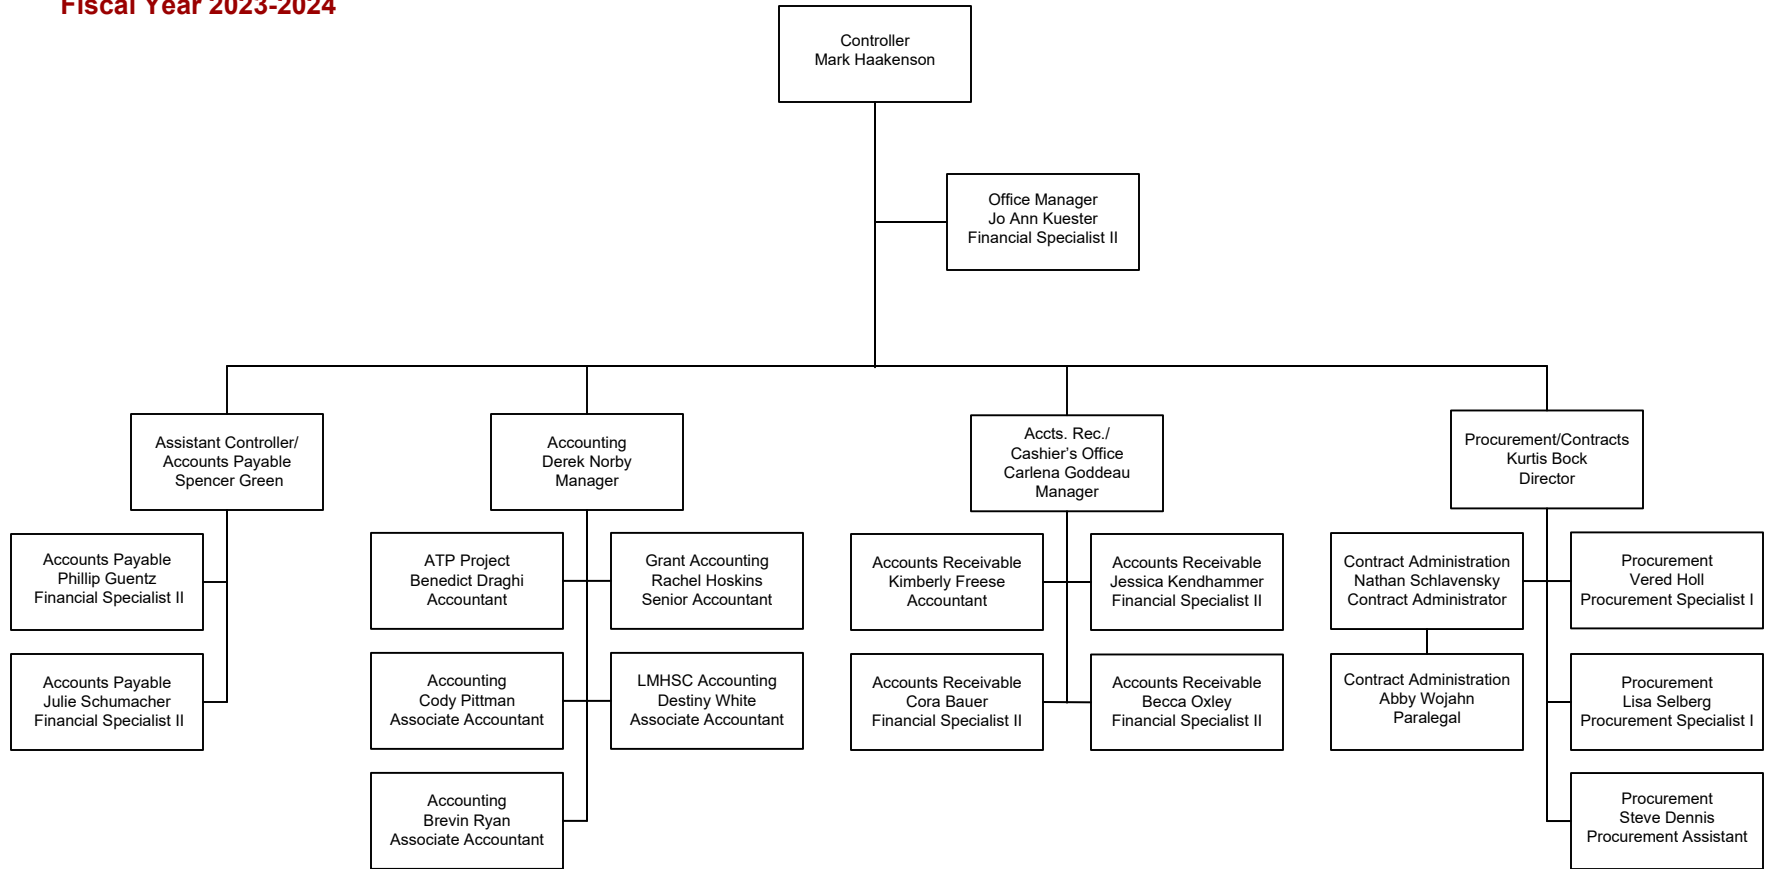 Fiscal Year 2023-2024
Controller
Mark Haakenson
Office Manager
Jo Ann Kuester
Financial Specialist II
Assistant Controller/
Accounts Payable
Spencer Green
Accounting
Derek Norby
Manager
Accts. Rec./
Cashier’s Office
Carlena Goddeau
Manager
Procurement/Contracts
Kurtis Bock
Director
Accounts Payable
Phillip Guentz
Financial Specialist II
ATP Project
Benedict Draghi
Accountant
Grant Accounting
Rachel Hoskins
Senior Accountant
Accounts Receivable
Kimberly Freese
Accountant
Accounts Receivable
Jessica Kendhammer
Financial Specialist II
Contract Administration
Nathan Schlavensky
Contract Administrator
Procurement
Vered Holl
Procurement Specialist I
Accounts Payable
Julie Schumacher
Financial Specialist II
Accounting
Cody Pittman
Associate Accountant
LMHSC Accounting
Destiny White
Associate Accountant
Accounts Receivable
Cora Bauer
Financial Specialist II
Accounts Receivable
Becca Oxley
Financial Specialist II
Contract Administration
Abby Wojahn
Paralegal
Procurement
Lisa Selberg
Procurement Specialist I
Accounting
Brevin Ryan
Associate Accountant
Procurement
Steve Dennis
Procurement Assistant